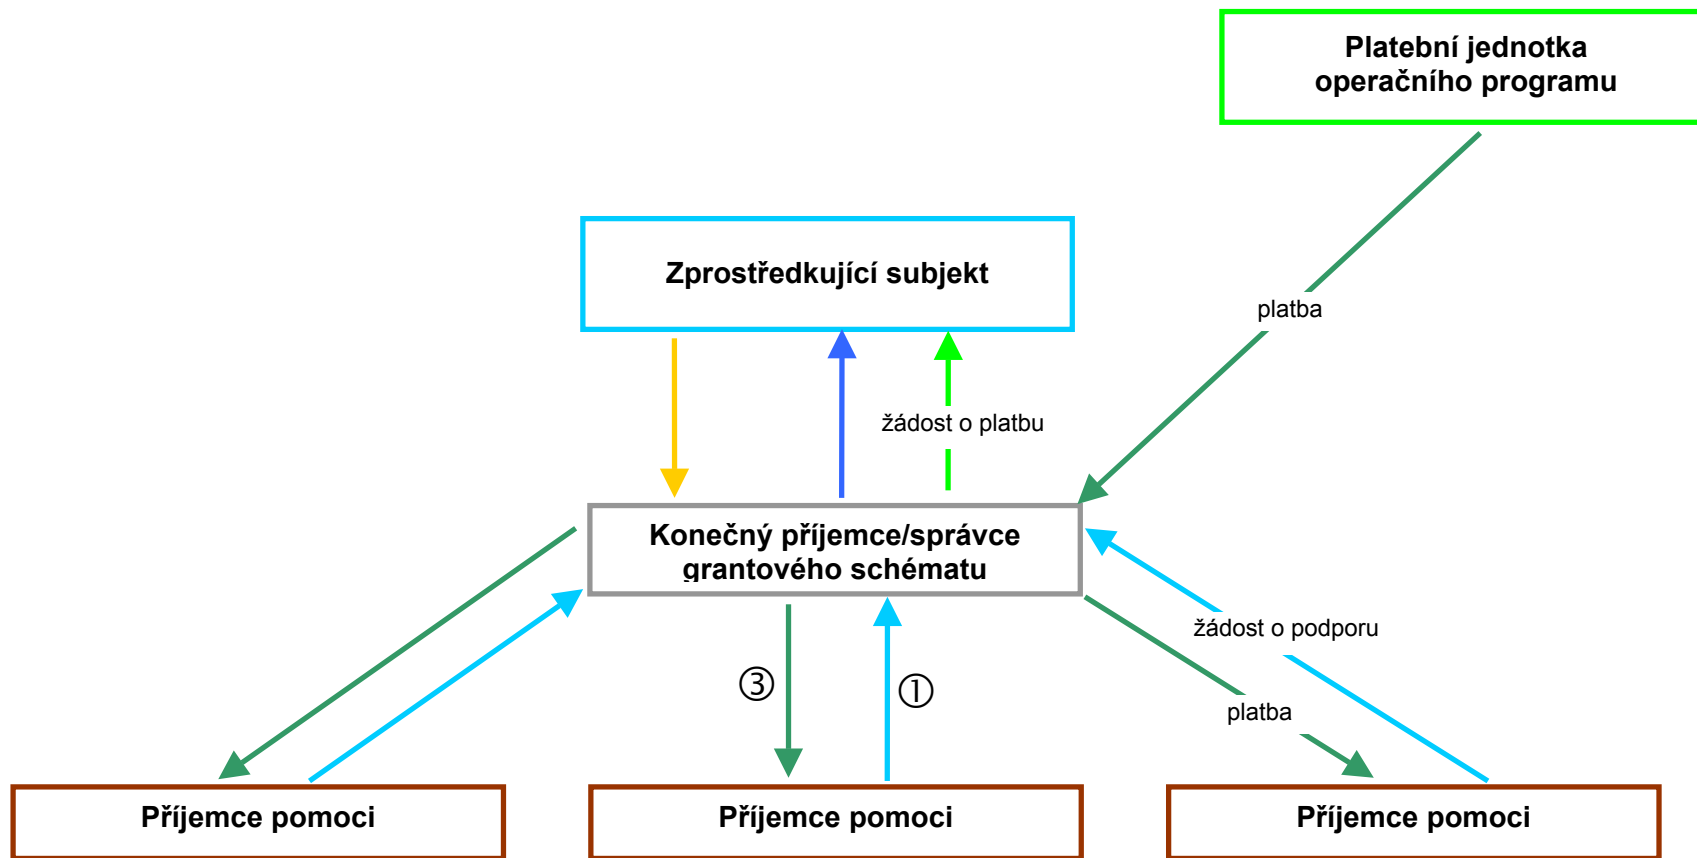 Platební jednotka
operačního programu
Zprostředkující subjekt
platba
žádost o platbu
Konečný příjemce/správce
grantového schématu
žádost o podporu
③
①
platba
Příjemce pomoci
Příjemce pomoci
Příjemce pomoci